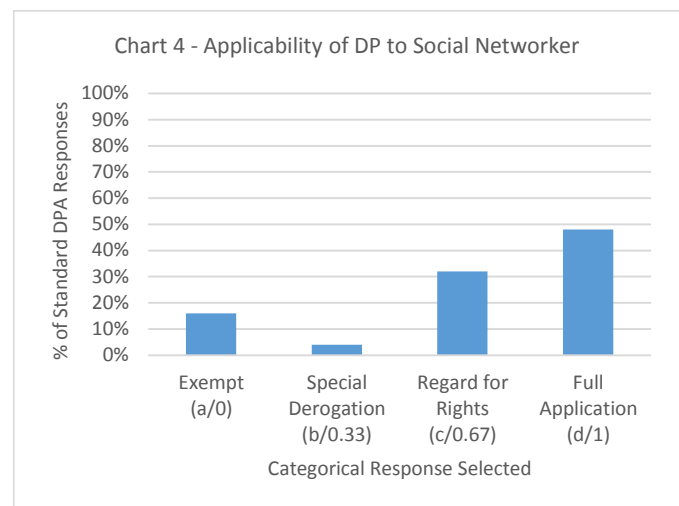 Chart 4 - Applicability of DP to Social Networker
% of Standard DPA Responses
100%
90%
80%
70%
60%
50%
40%
30%
20%
10%
0%
Exempt
(a/0)
Special
Derogation
(b/0.33)
Regard for
Rights
(c/0.67)
Full
Application
(d/1)
Categorical Response Selected